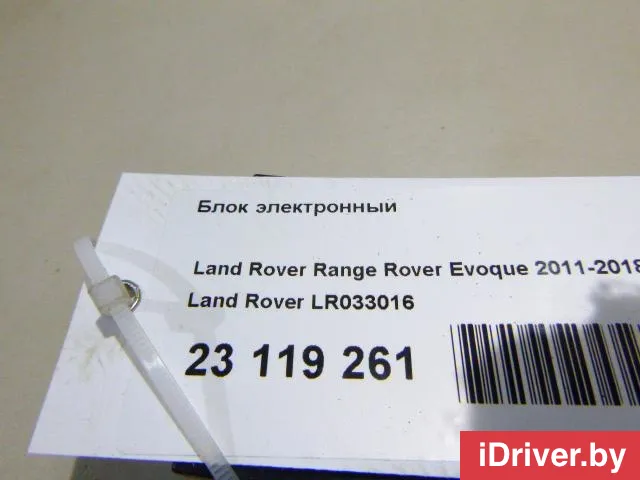 Блок электронный
Land Rover Range Rover Evoque 2011-2018
Land Rover LR033016
23 119 261
iDriver.by